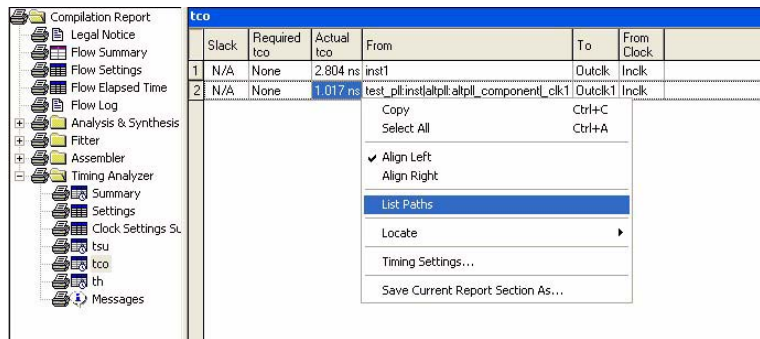 Compilation Report
Legal Notice
Flow Summary
Flow Settings
Flow Elapsed Time
Flow Log
Analysis & Synthesis
Fitter
Assembler
Timing Analyzer
Summary
Settings
Clock Settings Su
tsu
tco
th
Messages
tco
Slack Required tco Actual tco From To From Clock
1 N/A None 2.804 ns inst1 Outclk Inclk
2 N/A None 1.017 ns test_pll:inst|altpll:altpll_component|_clk1 Outclk1 Inclk
Copy Ctrl+C
Select All Ctrl+A
Align Left
Align Right
List Paths
Locate
Timing Settings...
Save Current Report Section As...